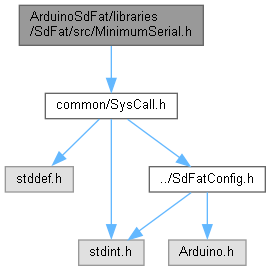 ArduinoSdFat/libraries
/SdFat/src/MinimumSerial.h
common/SysCall.h
stddef.h
../SdFatConfig.h
stdint.h
Arduino.h